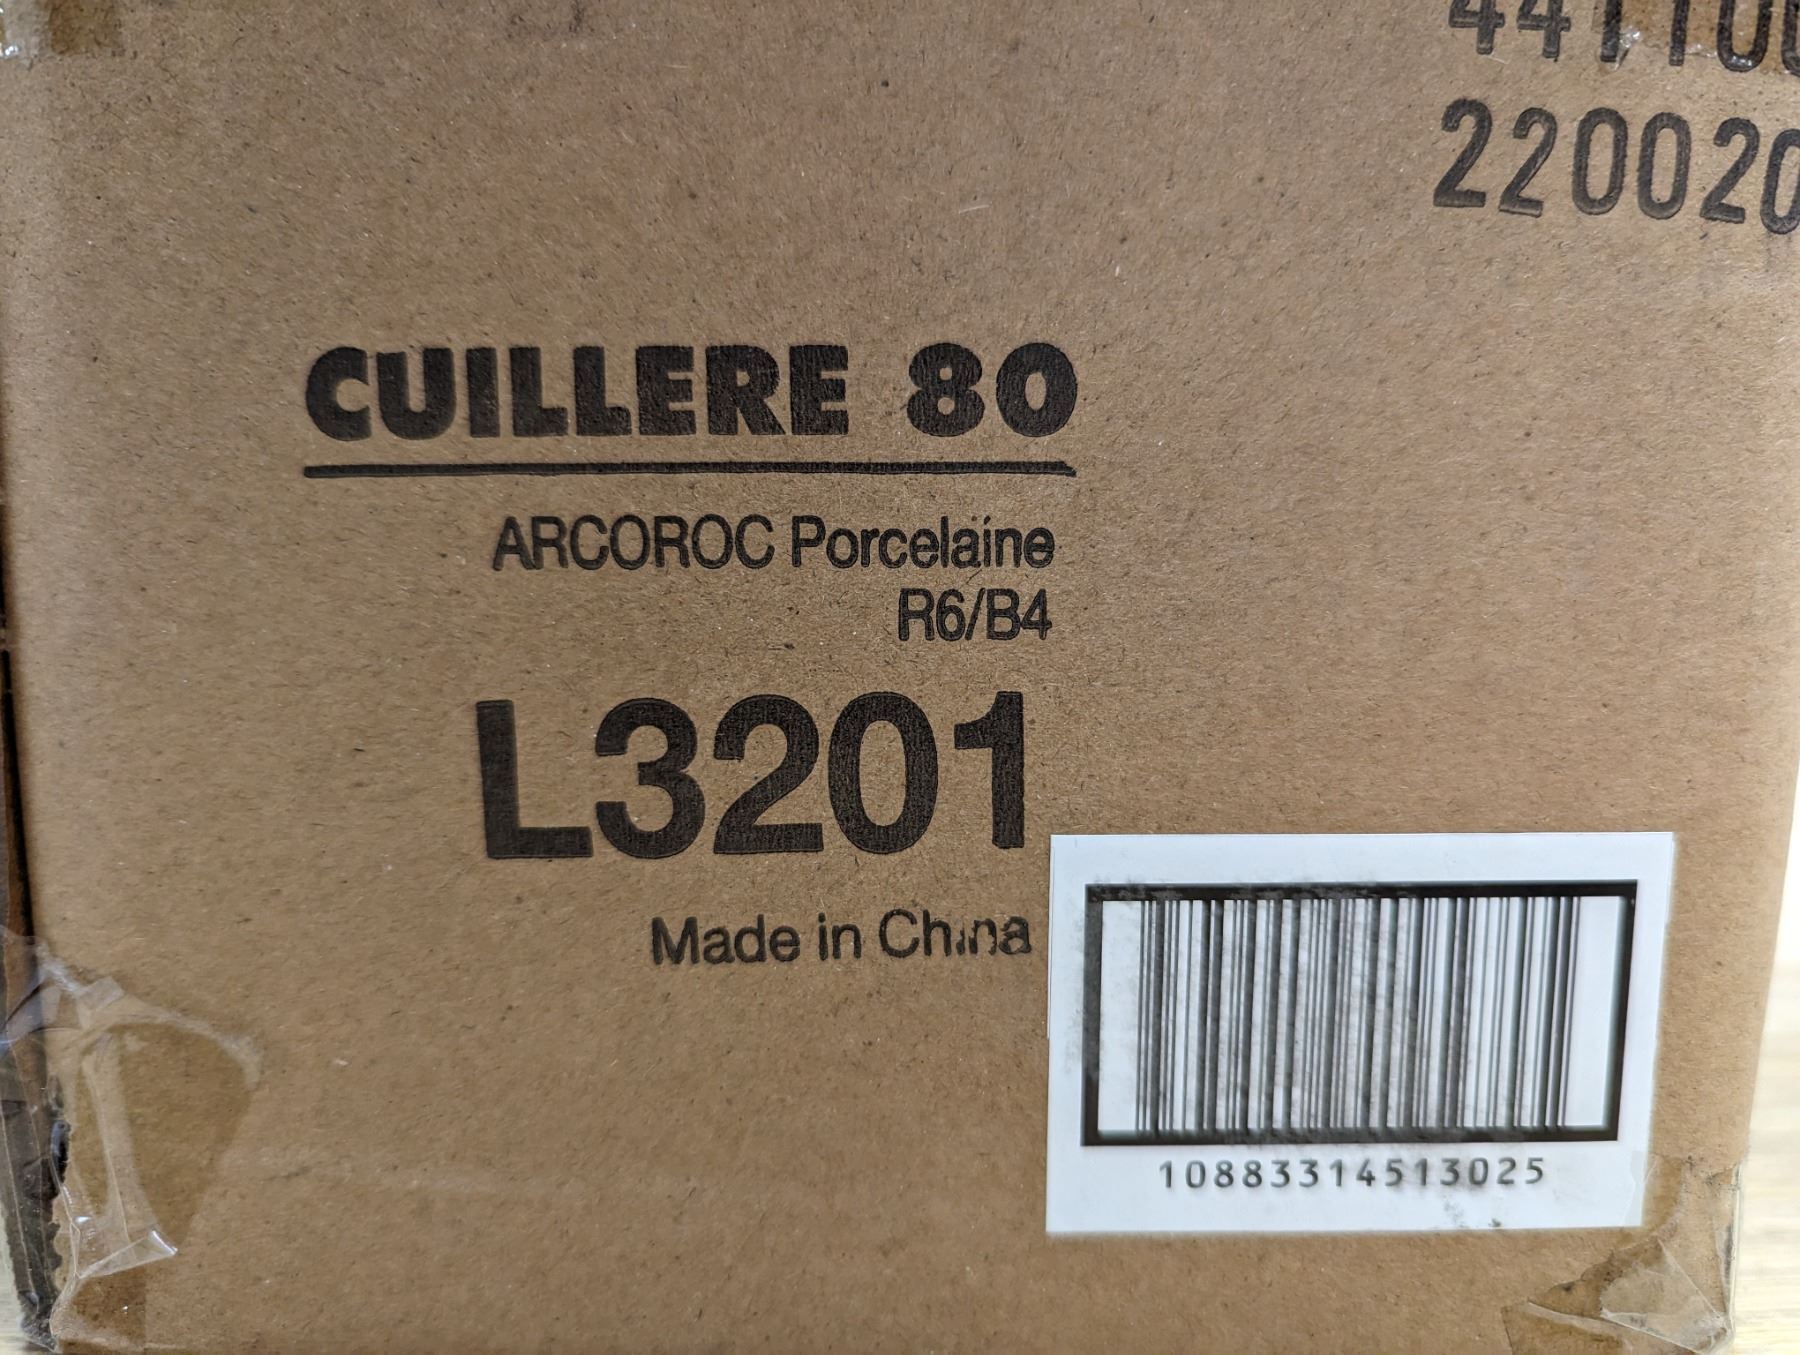 220020
CUILLERE 80
ARCOROC Porcelaine
R6/B4
L3201
Made in China
10883314513025